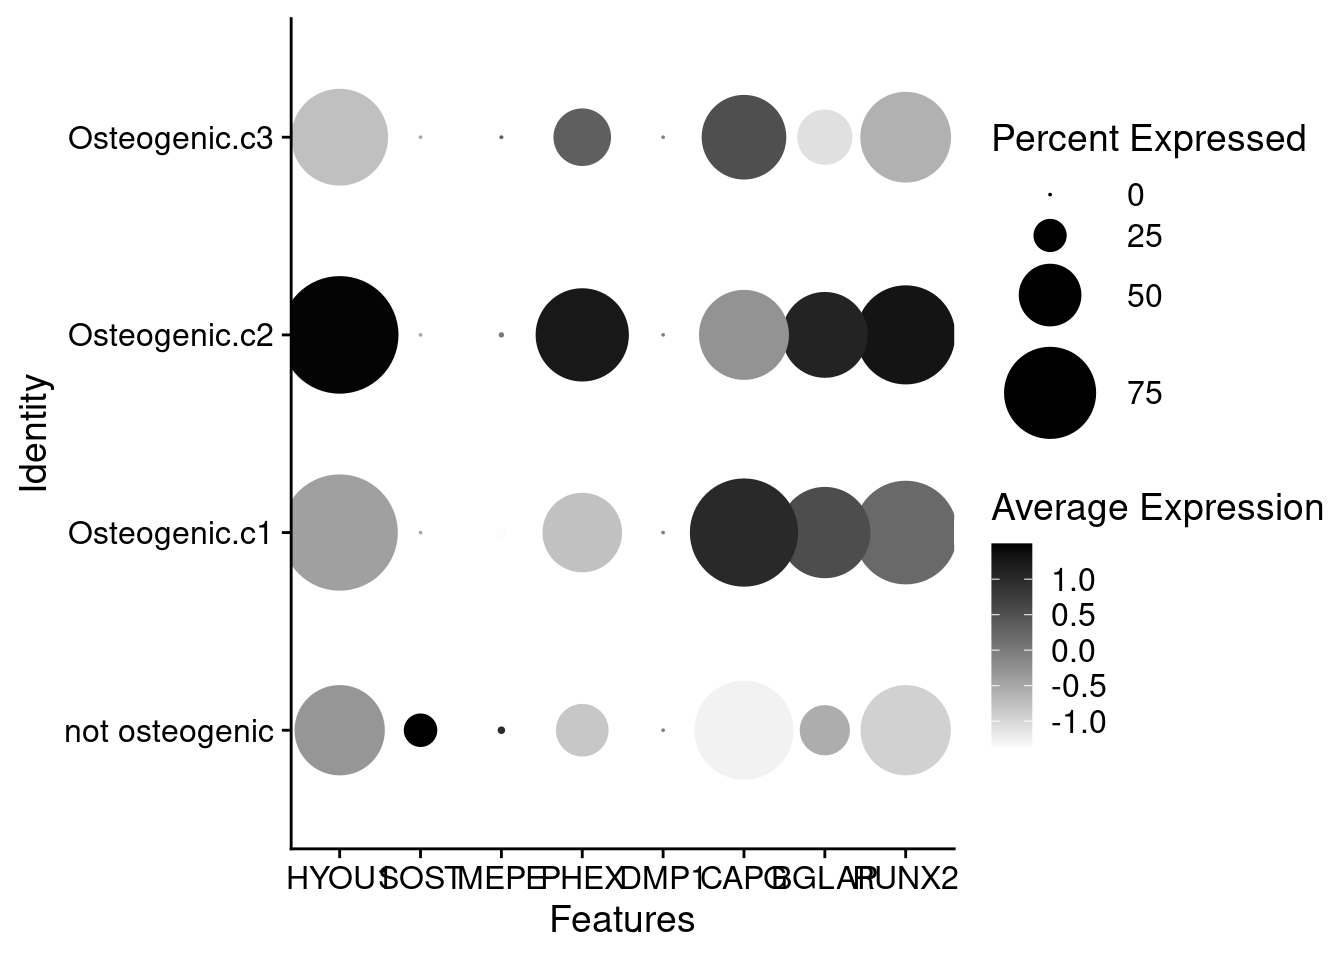 Osteogenic.c3
Osteogenic.c2
Osteogenic.c1
not osteogenic
Identity
HYOU1 SOST MEPE PHEX DMP1 CAPG BGLAP RUNX2
Features
Percent Expressed
0
25
50
75
Average Expression
1.0
0.5
0.0
-0.5
-1.0